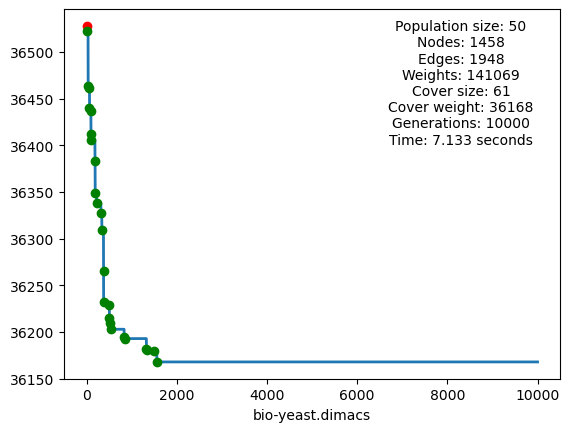 Population size: 50
Nodes: 1458
Edges: 1948
Weights: 141069
Cover size: 61
Cover weight: 36168
Generations: 10000
Time: 7.133 seconds
36500
36450
36400
36350
36300
36250
36200
36150
0 2000 4000 6000 8000 10000
bio-yeast.dimacs